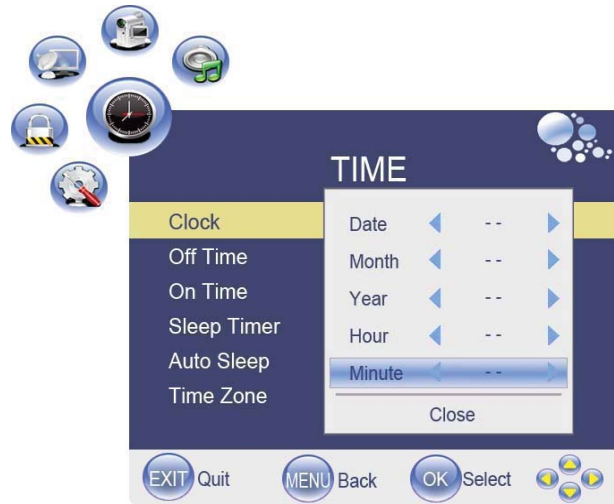 TIME
Clock
Off Time
On Time
Sleep Timer
Auto Sleep
Time Zone
Date - -
Month - -
Year - -
Hour - -
Minute - -
Close
EXIT Quit MENU Back OK Select